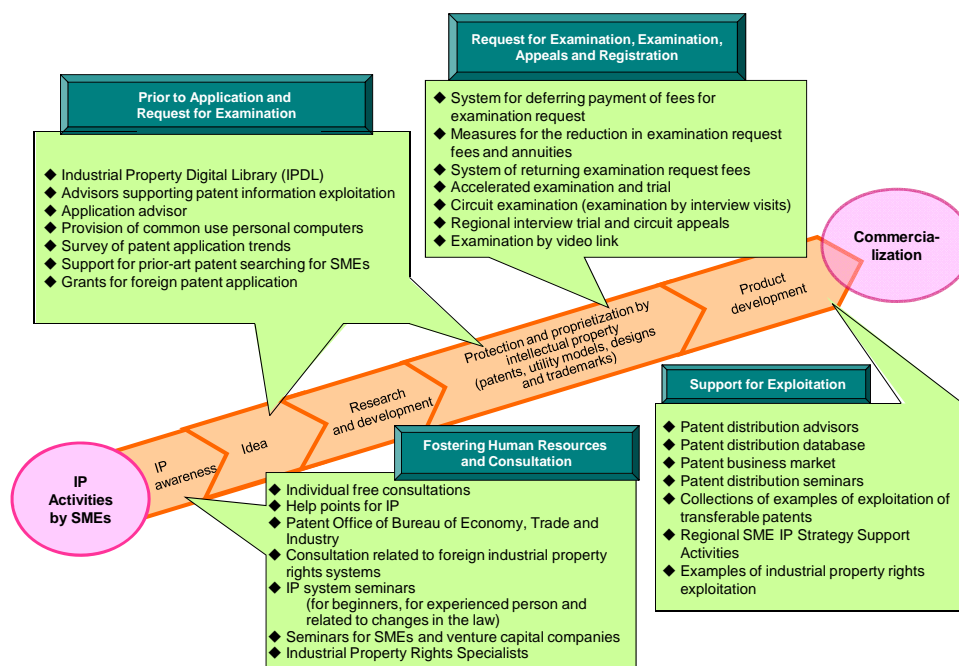 Request for Examination, Examination,
Appeals and Registration
◆ System for deferring payment of fees for
examination request
◆ Measures for the reduction in examination request
fees and annuities
◆ System of returning examination request fees
◆ Accelerated examination and trial
◆ Circuit examination (examination by interview visits)
◆ Regional interview trial and circuit appeals
◆ Examination by video link
Prior to Application and
Request for Examination
◆ Industrial Property Digital Library (IPDL)
◆ Advisors supporting patent information exploitation
◆ Application advisor
◆ Provision of common use personal computers
◆ Survey of patent application trends
◆ Support for prior-art patent searching for SMEs
◆ Grants for foreign patent application
Commercia-
lization
Product
development
Protection and proprietization by
intellectual property
(patents, utility models, designs
and trademarks)
Research
and development
Idea
IP
awareness
IP
Activities
by SMEs
Fostering Human Resources
and Consultation
◆ Individual free consultations
◆ Help points for IP
◆ Patent Office of Bureau of Economy, Trade and
Industry
◆ Consultation related to foreign industrial property
rights systems
◆ IP system seminars
(for beginners, for experienced person and
related to changes in the law)
◆ Seminars for SMEs and venture capital companies
◆ Industrial Property Rights Specialists
Support for Exploitation
◆ Patent distribution advisors
◆ Patent distribution database
◆ Patent business market
◆ Patent distribution seminars
◆ Collections of examples of exploitation of
transferable patents
◆ Regional SME IP Strategy Support
Activities
◆ Examples of industrial property rights
exploitation